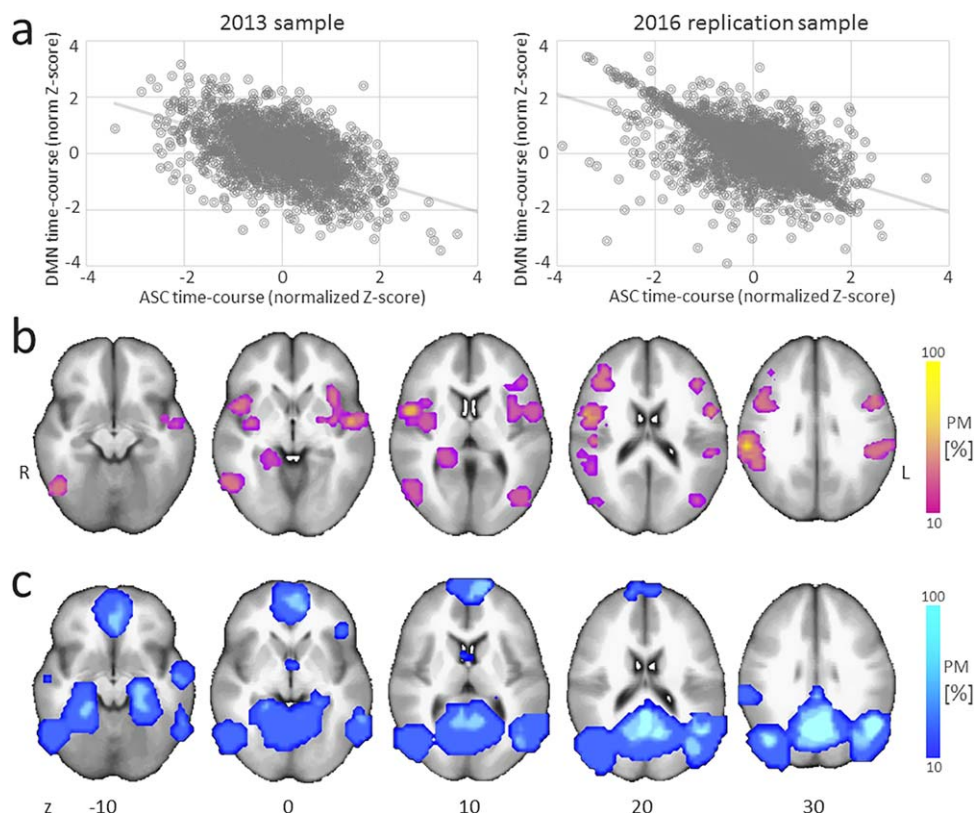 a
2013 sample
2016 replication sample
DMN time-course (norm Z-score)
4
2
0
-2
-4
-4
-2
0
2
4
ASC time-course (normalized Z-score)
DMN time-course (norm Z-score)
4
2
0
-2
-4
-4
-2
0
2
4
ASC time-course (normalized Z-score)
b
R
L
100
PM
[%]
10
c
100
PM
[%]
10
z -10 0 10 20 30